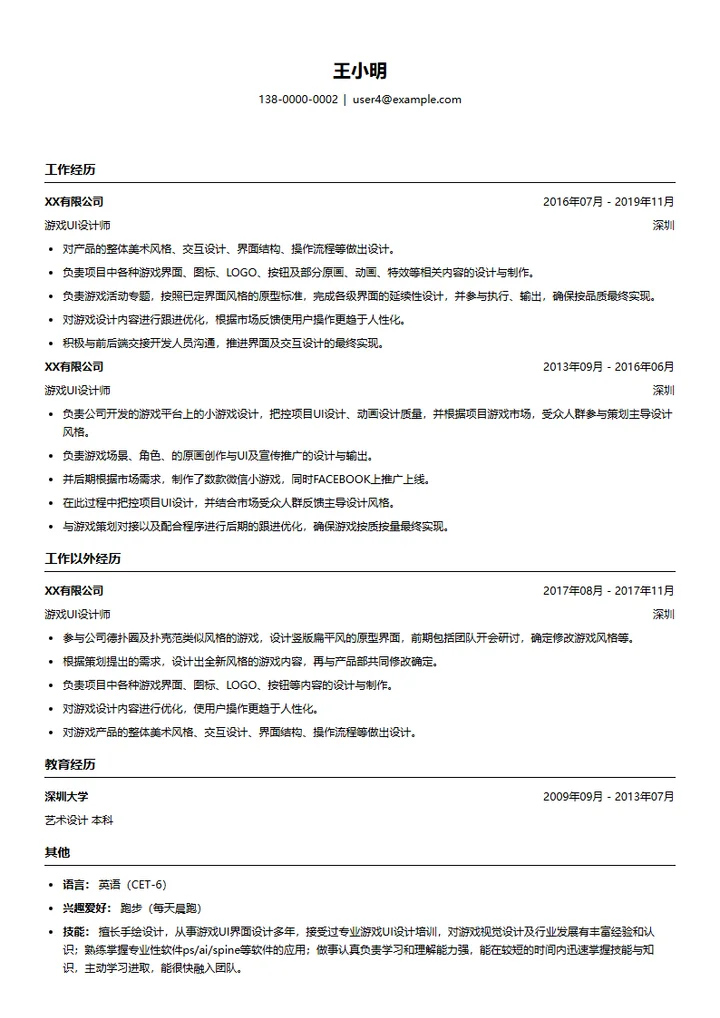 王小明
138-0000-0002 | user4@example.com
工作经历
XX有限公司 2016年07月 - 2019年11月
游戏UI设计师 深圳
• 对产品的整体美术风格、交互设计、界面结构、操作流程等做出设计。
• 负责项目中各种游戏界面、图标、LOGO、按钮及部分原画、动画、特效等相关内容的设计与制作。
• 负责游戏活动专题，按照已定界面风格的原型标准，完成各级界面的延续性设计，并参与执行、输出，确保按品质最终实现。
• 对游戏设计内容进行跟进优化，根据市场反馈使用户操作更趋于人性化。
• 积极与前后端交接开发人员沟通，推进界面及交互设计的最终实现。
XX有限公司 2013年09月 - 2016年06月
游戏UI设计师 深圳
• 负责公司开发的游戏平台上的小游戏设计，把控项目UI设计、动画设计质量，并根据项目游戏市场，受众人群参与策划主导设计
风格。
• 负责游戏场景、角色、的原画创作与UI及宣传推广的设计与输出。
• 并后期根据市场需求，制作了数款微信小游戏，同时FACEBOOK上推广上线。
• 在此过程中把控项目UI设计，并结合市场受众人群反馈主导设计风格。
• 与游戏策划对接以及配合程序进行后期的跟进优化，确保游戏按质按量最终实现。
工作以外经历
XX有限公司 2017年08月 - 2017年11月
游戏UI设计师 深圳
• 参与公司德扑圈及扑克范类似风格的游戏，设计竖版扁平风的原型界面，前期包括团队开会研讨，确定修改游戏风格等。
• 根据策划提出的需求，设计出全新风格的游戏内容，再与产品部共同修改确定。
• 负责项目中各种游戏界面、图标、LOGO、按钮等内容的设计与制作。
• 对游戏设计内容进行优化，使用户操作更趋于人性化。
• 对游戏产品的整体美术风格、交互设计、界面结构、操作流程等做出设计。
教育经历
深圳大学 2009年09月 - 2013年07月
艺术设计 本科
其他
• 语言： 英语（CET-6）
• 兴趣爱好： 跑步（每天晨跑）
• 技能： 擅长手绘设计，从事游戏UI界面设计多年，接受过专业游戏UI设计培训，对游戏视觉设计及行业发展有丰富经验和认
识；熟练掌握专业性软件ps/ai/spine等软件的应用；做事认真负责学习和理解能力强，能在较短的时间内迅速掌握技能与知
识，主动学习进取，能很快融入团队。